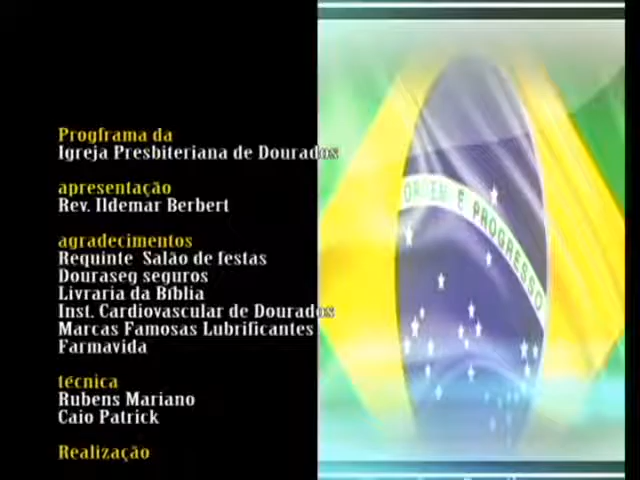 Progframa da
Igreja Presbiteriana de Dourados
apresentação
Rev. Ildemar Berbert
agradecimentos
Requinte Salão de festas
Douraseg seguros
Livraria da Bíblia
Inst. Cardiovascular de Dourados
Marcas Famosas Lubrificantes
Farmavida
técnica
Rubens Mariano
Caio Patrick
Realização
ORDEM E PROGRESSO